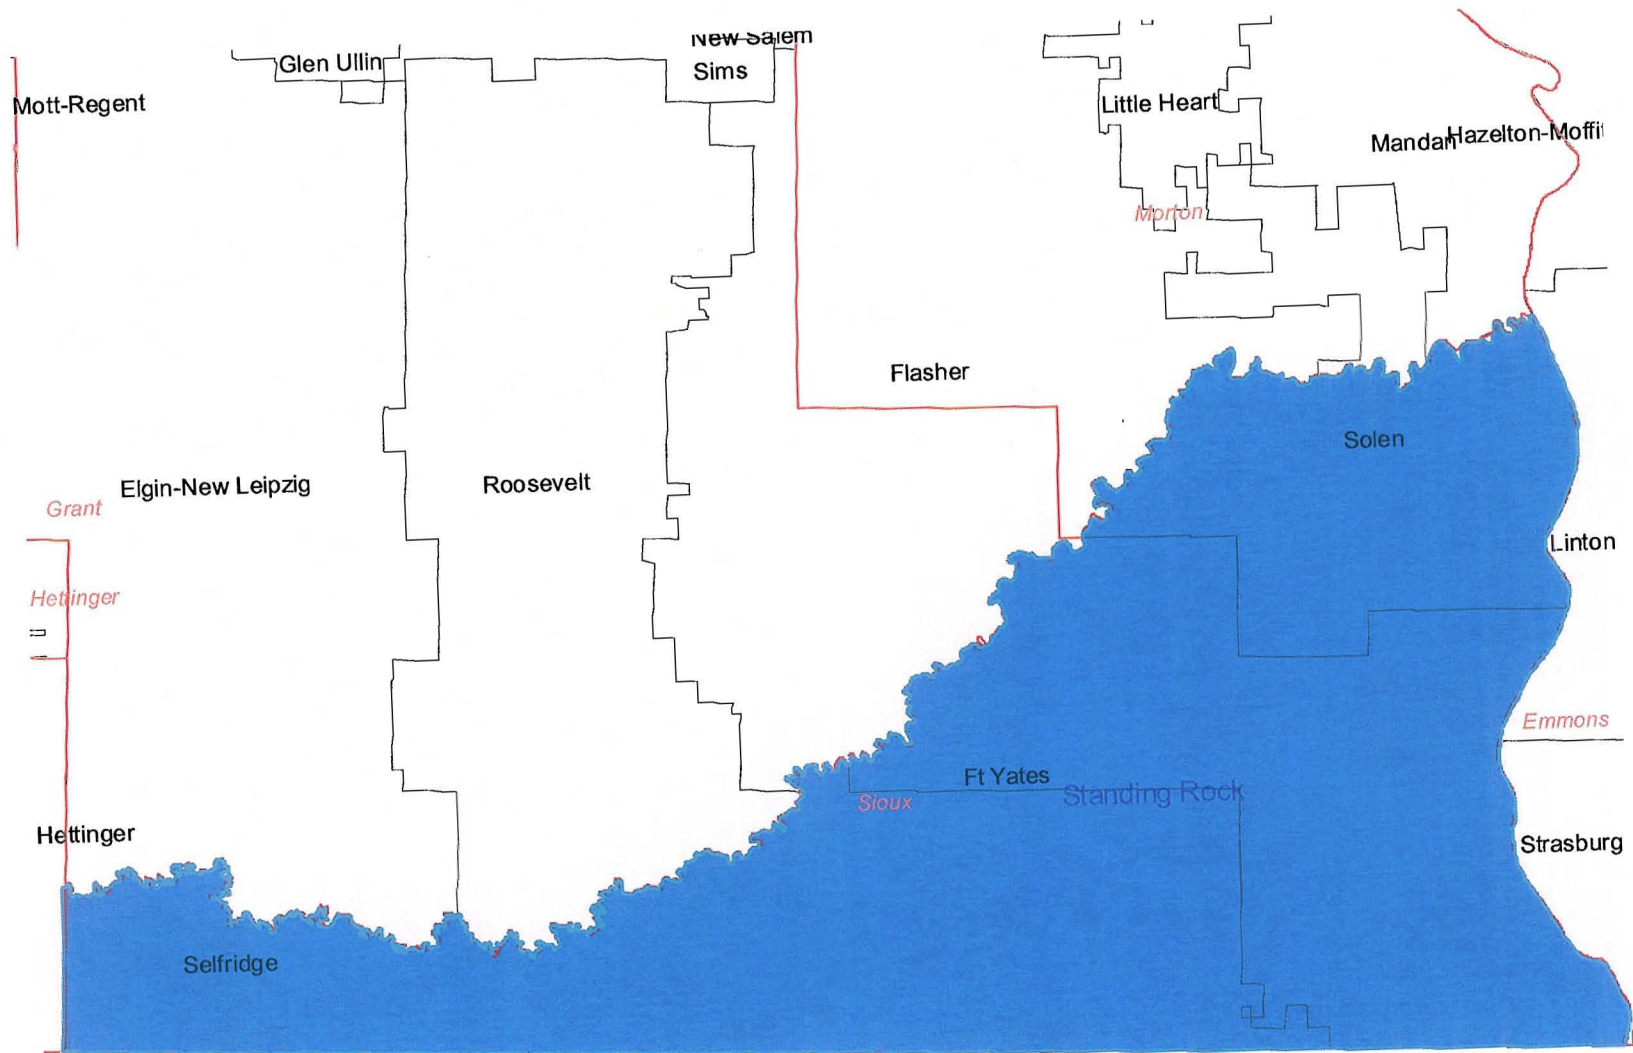 New Salem
Glen Ullin
Sims
Mott-Regent
Little Heart
Mandan
Hazelton-Moffi
Morton
Flasher
Solen
Elgin-New Leipzig
Roosevelt
Grant
Linton
Hettinger
Emmons
Ft Yates
Standing Rock
Sioux
Hettinger
Strasburg
Selfridge